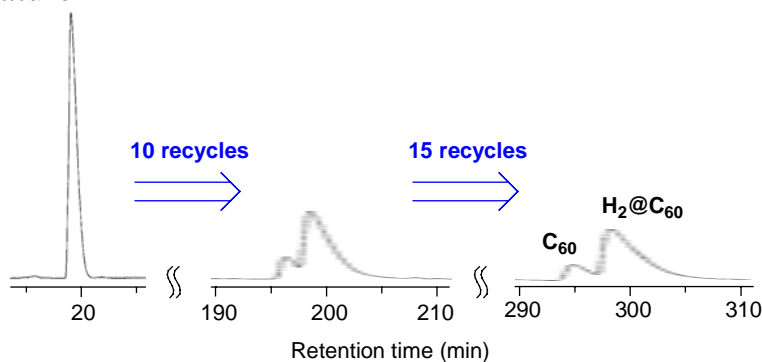 10 recycles
15 recycles
H₂@C₆₀
C₆₀
20
190
200
210
290
300
310
Retention time (min)